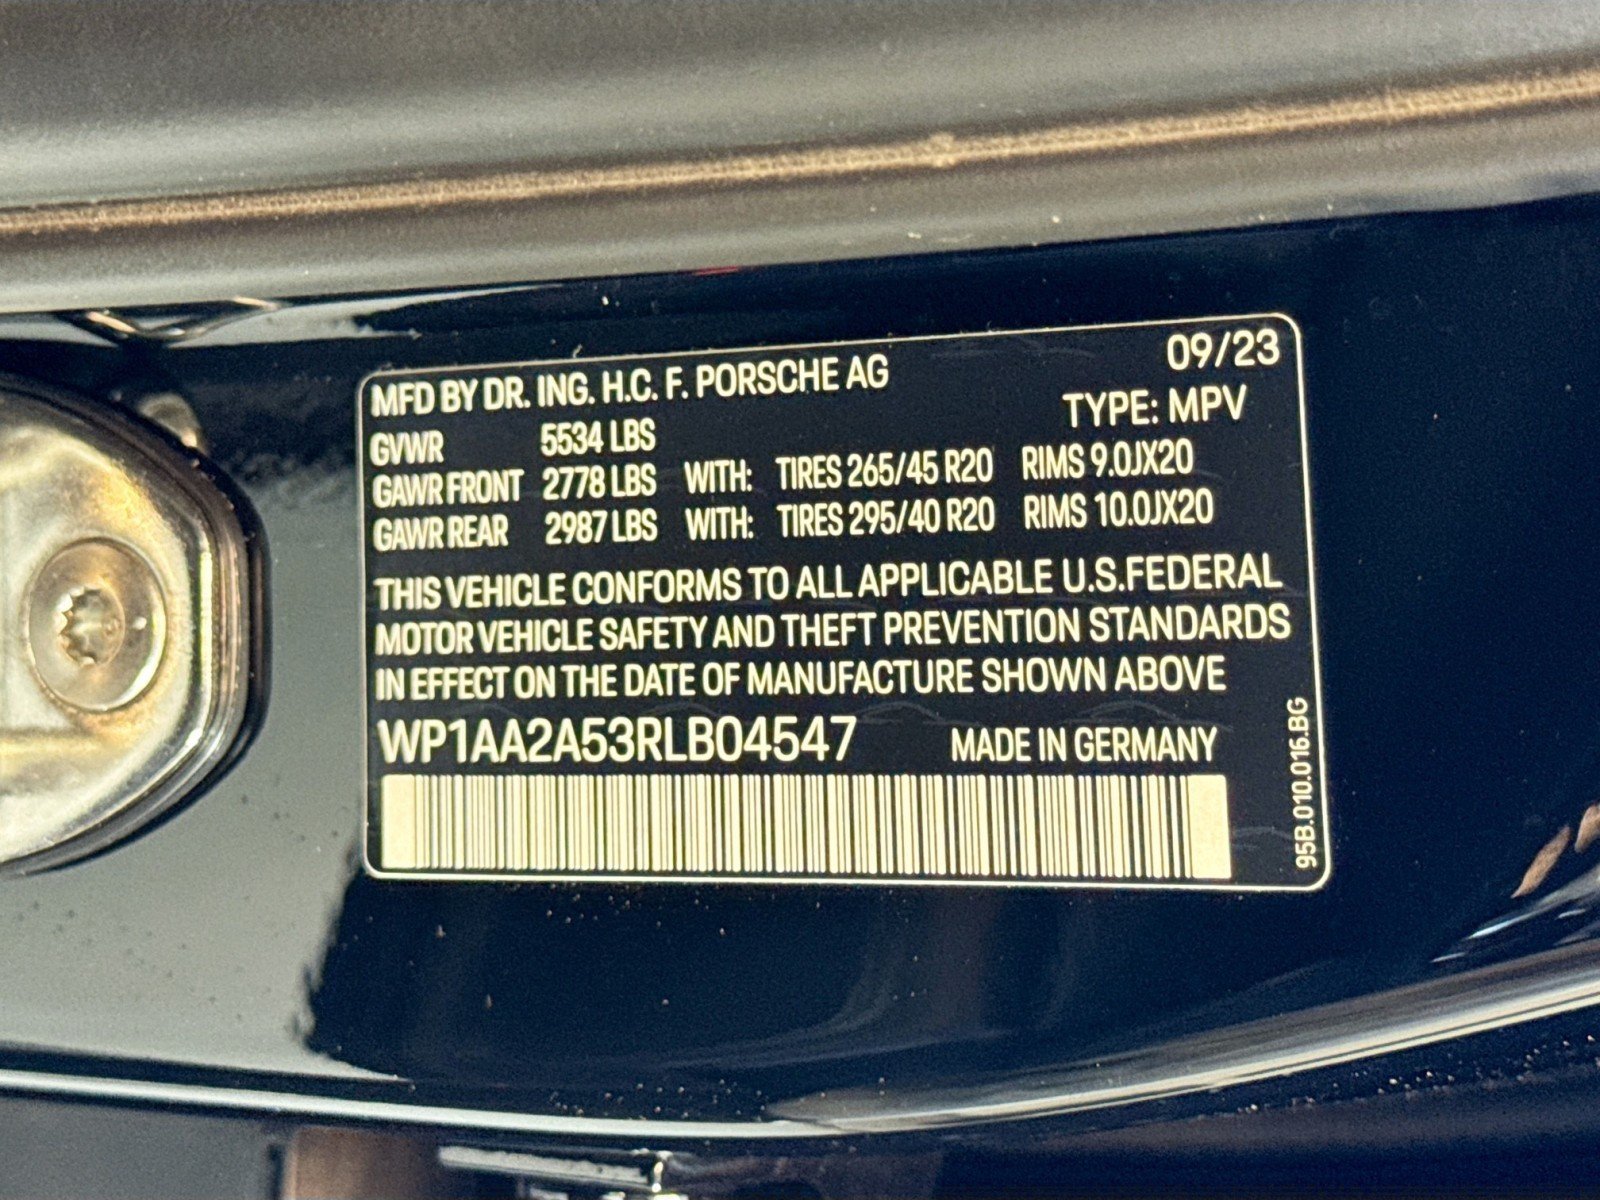 MFD BY DR. ING. H.C. F. PORSCHE AG 09/23
TYPE: MPV
GVWR 5534 LBS
GAWR FRONT 2778 LBS WITH: TIRES 265/45 R20 RIMS 9.0JX20
GAWR REAR 2987 LBS WITH: TIRES 295/40 R20 RIMS 10.0JX20
THIS VEHICLE CONFORMS TO ALL APPLICABLE U.S.FEDERAL
MOTOR VEHICLE SAFETY AND THEFT PREVENTION STANDARDS
IN EFFECT ON THE DATE OF MANUFACTURE SHOWN ABOVE
WP1AA2A53RLB04547 MADE IN GERMANY
95B.010.016.BG